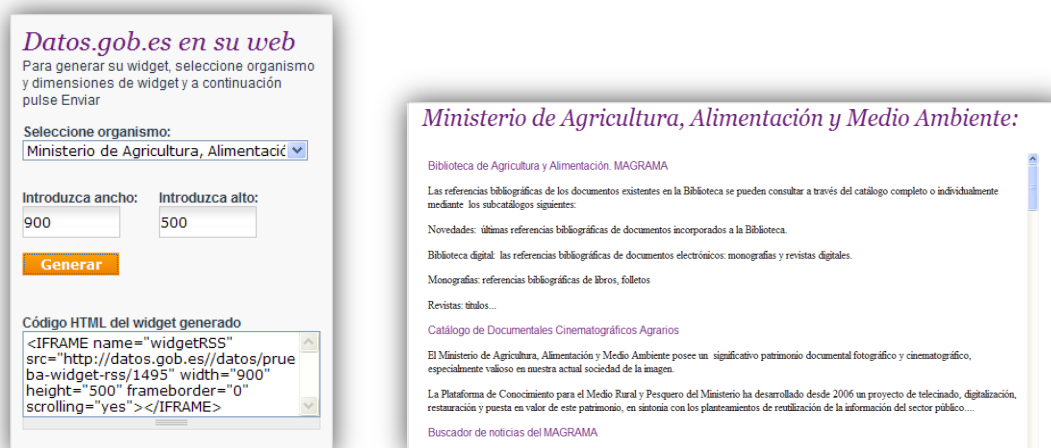 Datos.gob.es en su web
Para generar su widget, seleccione organismo
y dimensiones de widget y a continuación
pulse Enviar
Seleccione organismo:
Ministerio de Agricultura, Alimentació
Introduzca ancho: Introduzca alto:
900 500
Generar
Código HTML del widget generado
<IFRAME name="widgetRSS"
src="http://datos.gob.es//datos/prue
ba-widget-rss/1495" width="900"
height="500" frameborder="0"
scrolling="yes"></IFRAME>
Ministerio de Agricultura, Alimentación y Medio Ambiente:
Biblioteca de Agricultura y Alimentación. MAGRAMA
Las referencias bibliográficas de los documentos existentes en la Biblioteca se pueden consultar a través del catálogo completo o individualmente
mediante los subcatálogos siguientes:
Novedades: últimas referencias bibliográficas de documentos incorporados a la Biblioteca.
Biblioteca digital: las referencias bibliográficas de documentos electrónicos: monografías y revistas digitales.
Monografías: referencias bibliográficas de libros, folletos
Revistas: títulos...
Catálogo de Documentales Cinematográficos Agrarios
El Ministerio de Agricultura, Alimentación y Medio Ambiente posee un significativo patrimonio documental fotográfico y cinematográfico,
especialmente valioso en nuestra actual sociedad de la imagen.
La Plataforma de Conocimiento para el Medio Rural y Pesquero del Ministerio ha desarrollado desde 2006 un proyecto de telecinado, digitalización,
restauración y puesta en valor de este patrimonio, en sintonia con los planteamientos de reutilización de la información del sector público....
Buscador de noticias del MAGRAMA